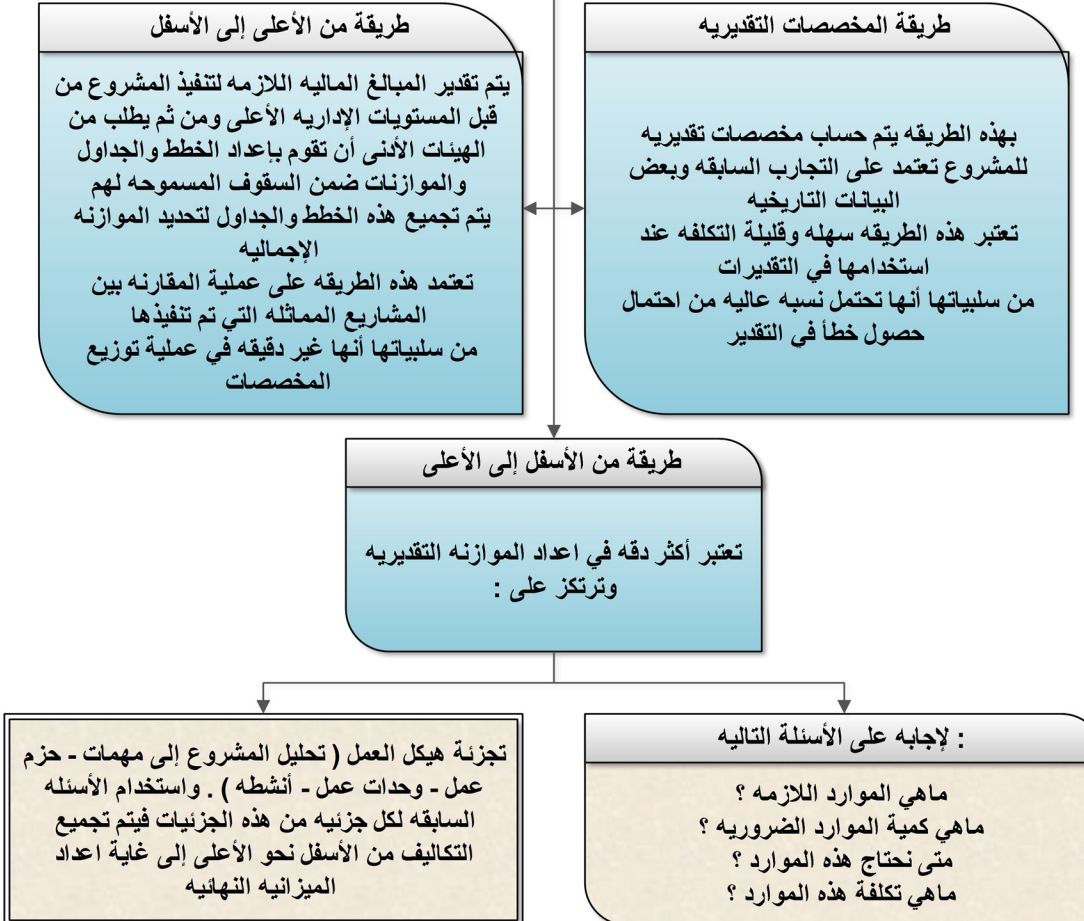 طريقة المخصصات التقديريه
بهذه الطريقه يتم حساب مخصصات تقديريه
للمشروع تعتمد على التجارب السابقه وبعض
البيانات التاريخيه
تعتبر هذه الطريقه سهله وقليلة التكلفه عند
استخدامها في التقديرات
من سلبياتها أنها تحتمل نسبه عاليه من احتمال
حصول خطأ في التقدير
طريقة من الأعلى إلى الأسفل
يتم تقدير المبالغ الماليه اللازمه لتنفيذ المشروع من
قبل المستويات الإداريه الأعلى ومن ثم يطلب من
الهيئات الأدنى أن تقوم بإعداد الخطط والجداول
والموازنات ضمن السقوف المسموحه لهم
يتم تجميع هذه الخطط والجداول لتحديد الموازنه
الإجماليه
تعتمد هذه الطريقه على عملية المقارنه بين
المشاريع المماثله التي تم تنفيذها
من سلبياتها أنها غير دقيقه في عملية توزيع
المخصصات
طريقة من الأسفل إلى الأعلى
تعتبر أكثر دقه في اعداد الموازنه التقديريه
وترتكز على :
: لإجابه على الأسئلة التاليه
ماهي الموارد اللازمه ؟
ماهي كمية الموارد الضروريه ؟
متى نحتاج هذه الموارد ؟
ماهي تكلفة هذه الموارد ؟
تجزئة هيكل العمل ( تحليل المشروع إلى مهمات - حزم
عمل - وحدات عمل - أنشطه ) . واستخدام الأسئله
السابقه لكل جزئيه من هذه الجزئيات فيتم تجميع
التكاليف من الأسفل نحو الأعلى إلى غاية اعداد
الميزانيه النهائيه